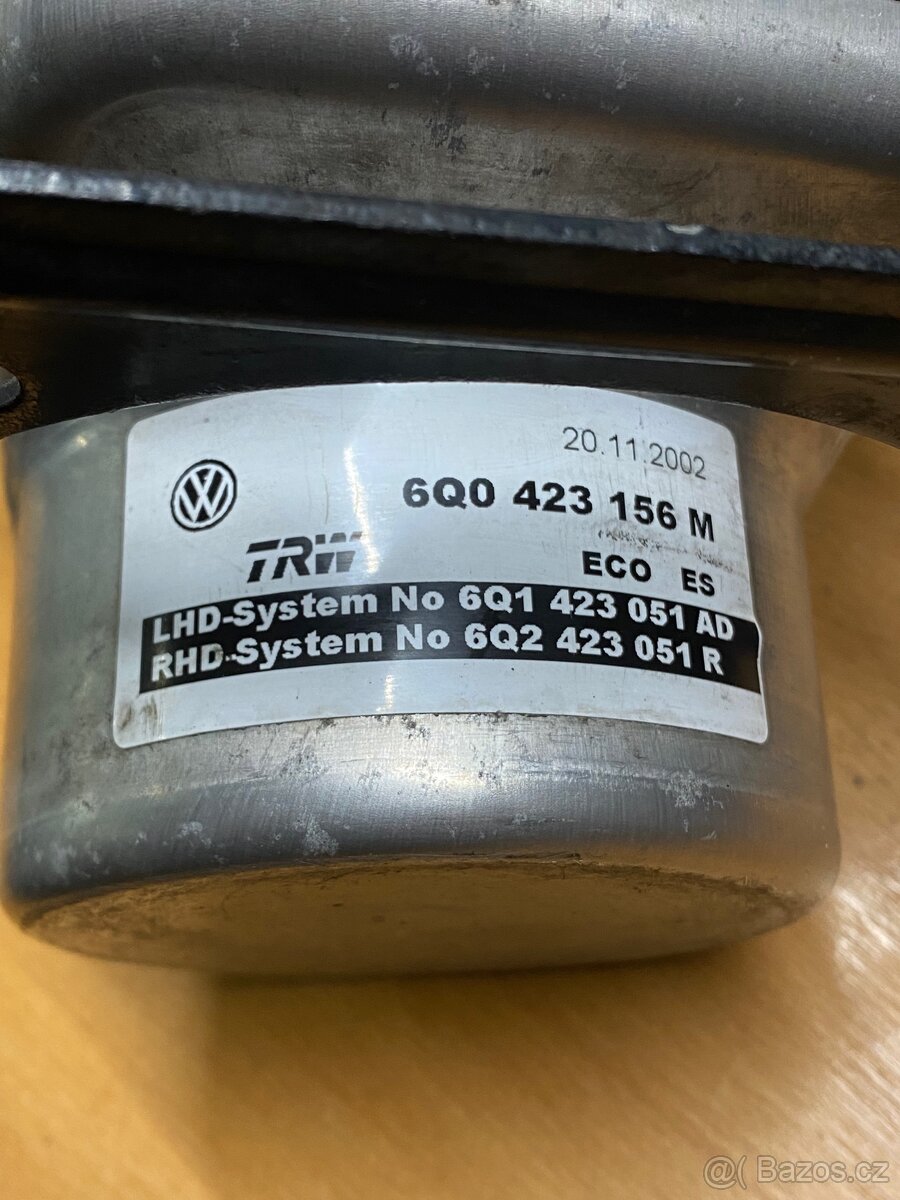 20.11.2002
6Q0 423 156 M
TRW
ECO ES
LHD-System No 6Q1 423 051 AD
RHD-System No 6Q2 423 051 R
@( Bazos.cz